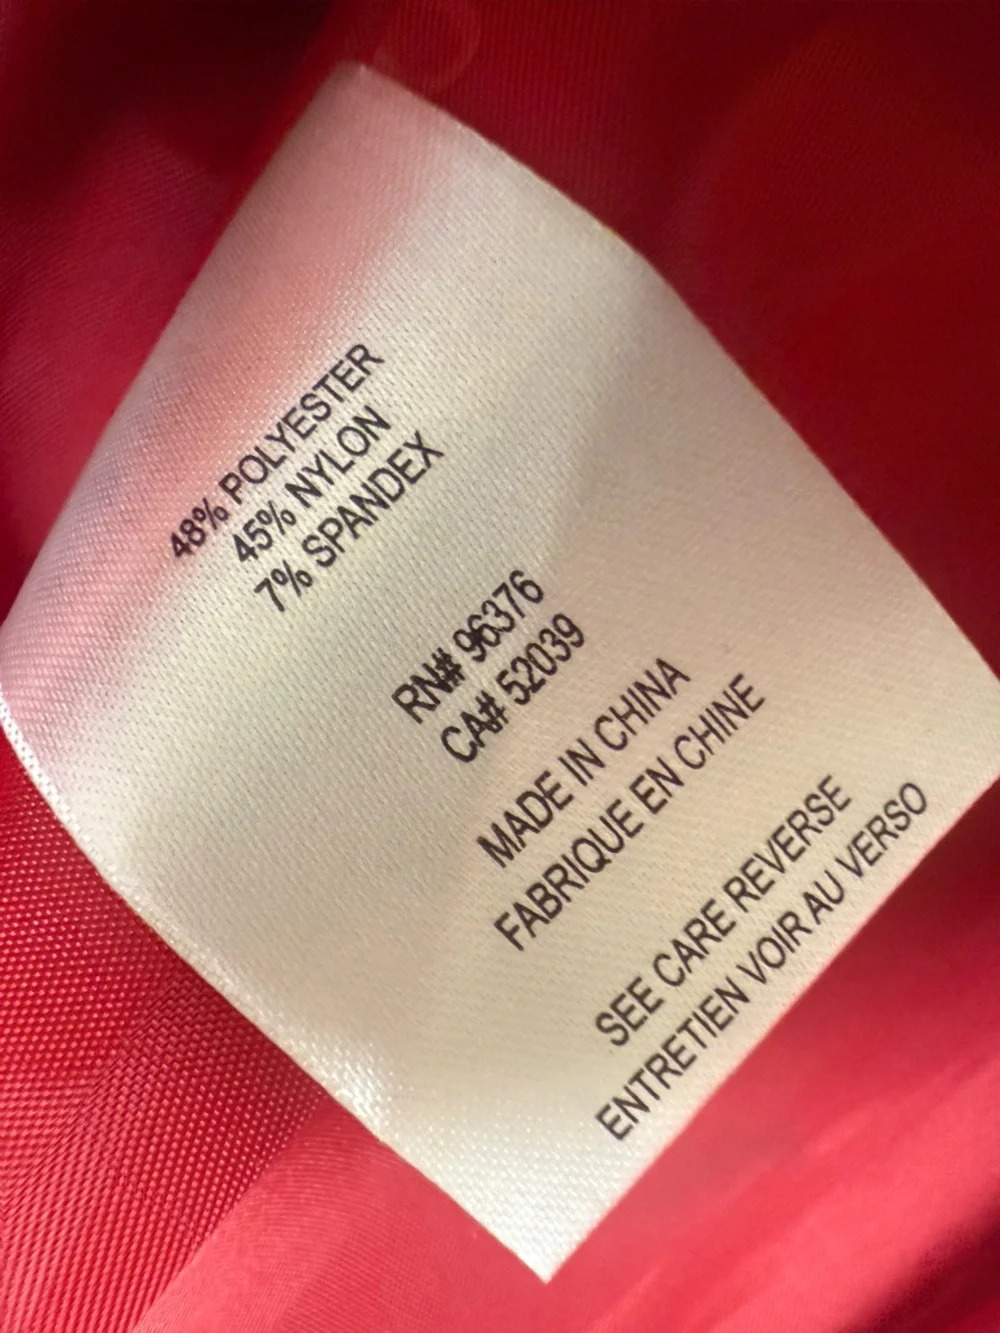 48% POLYESTER
45% NYLON
7% SPANDEX
RN# 96376
CA# 52039
MADE IN CHINA
FABRIQUE EN CHINE
SEE CARE REVERSE
ENTRETIEN VOIR AU VERSO